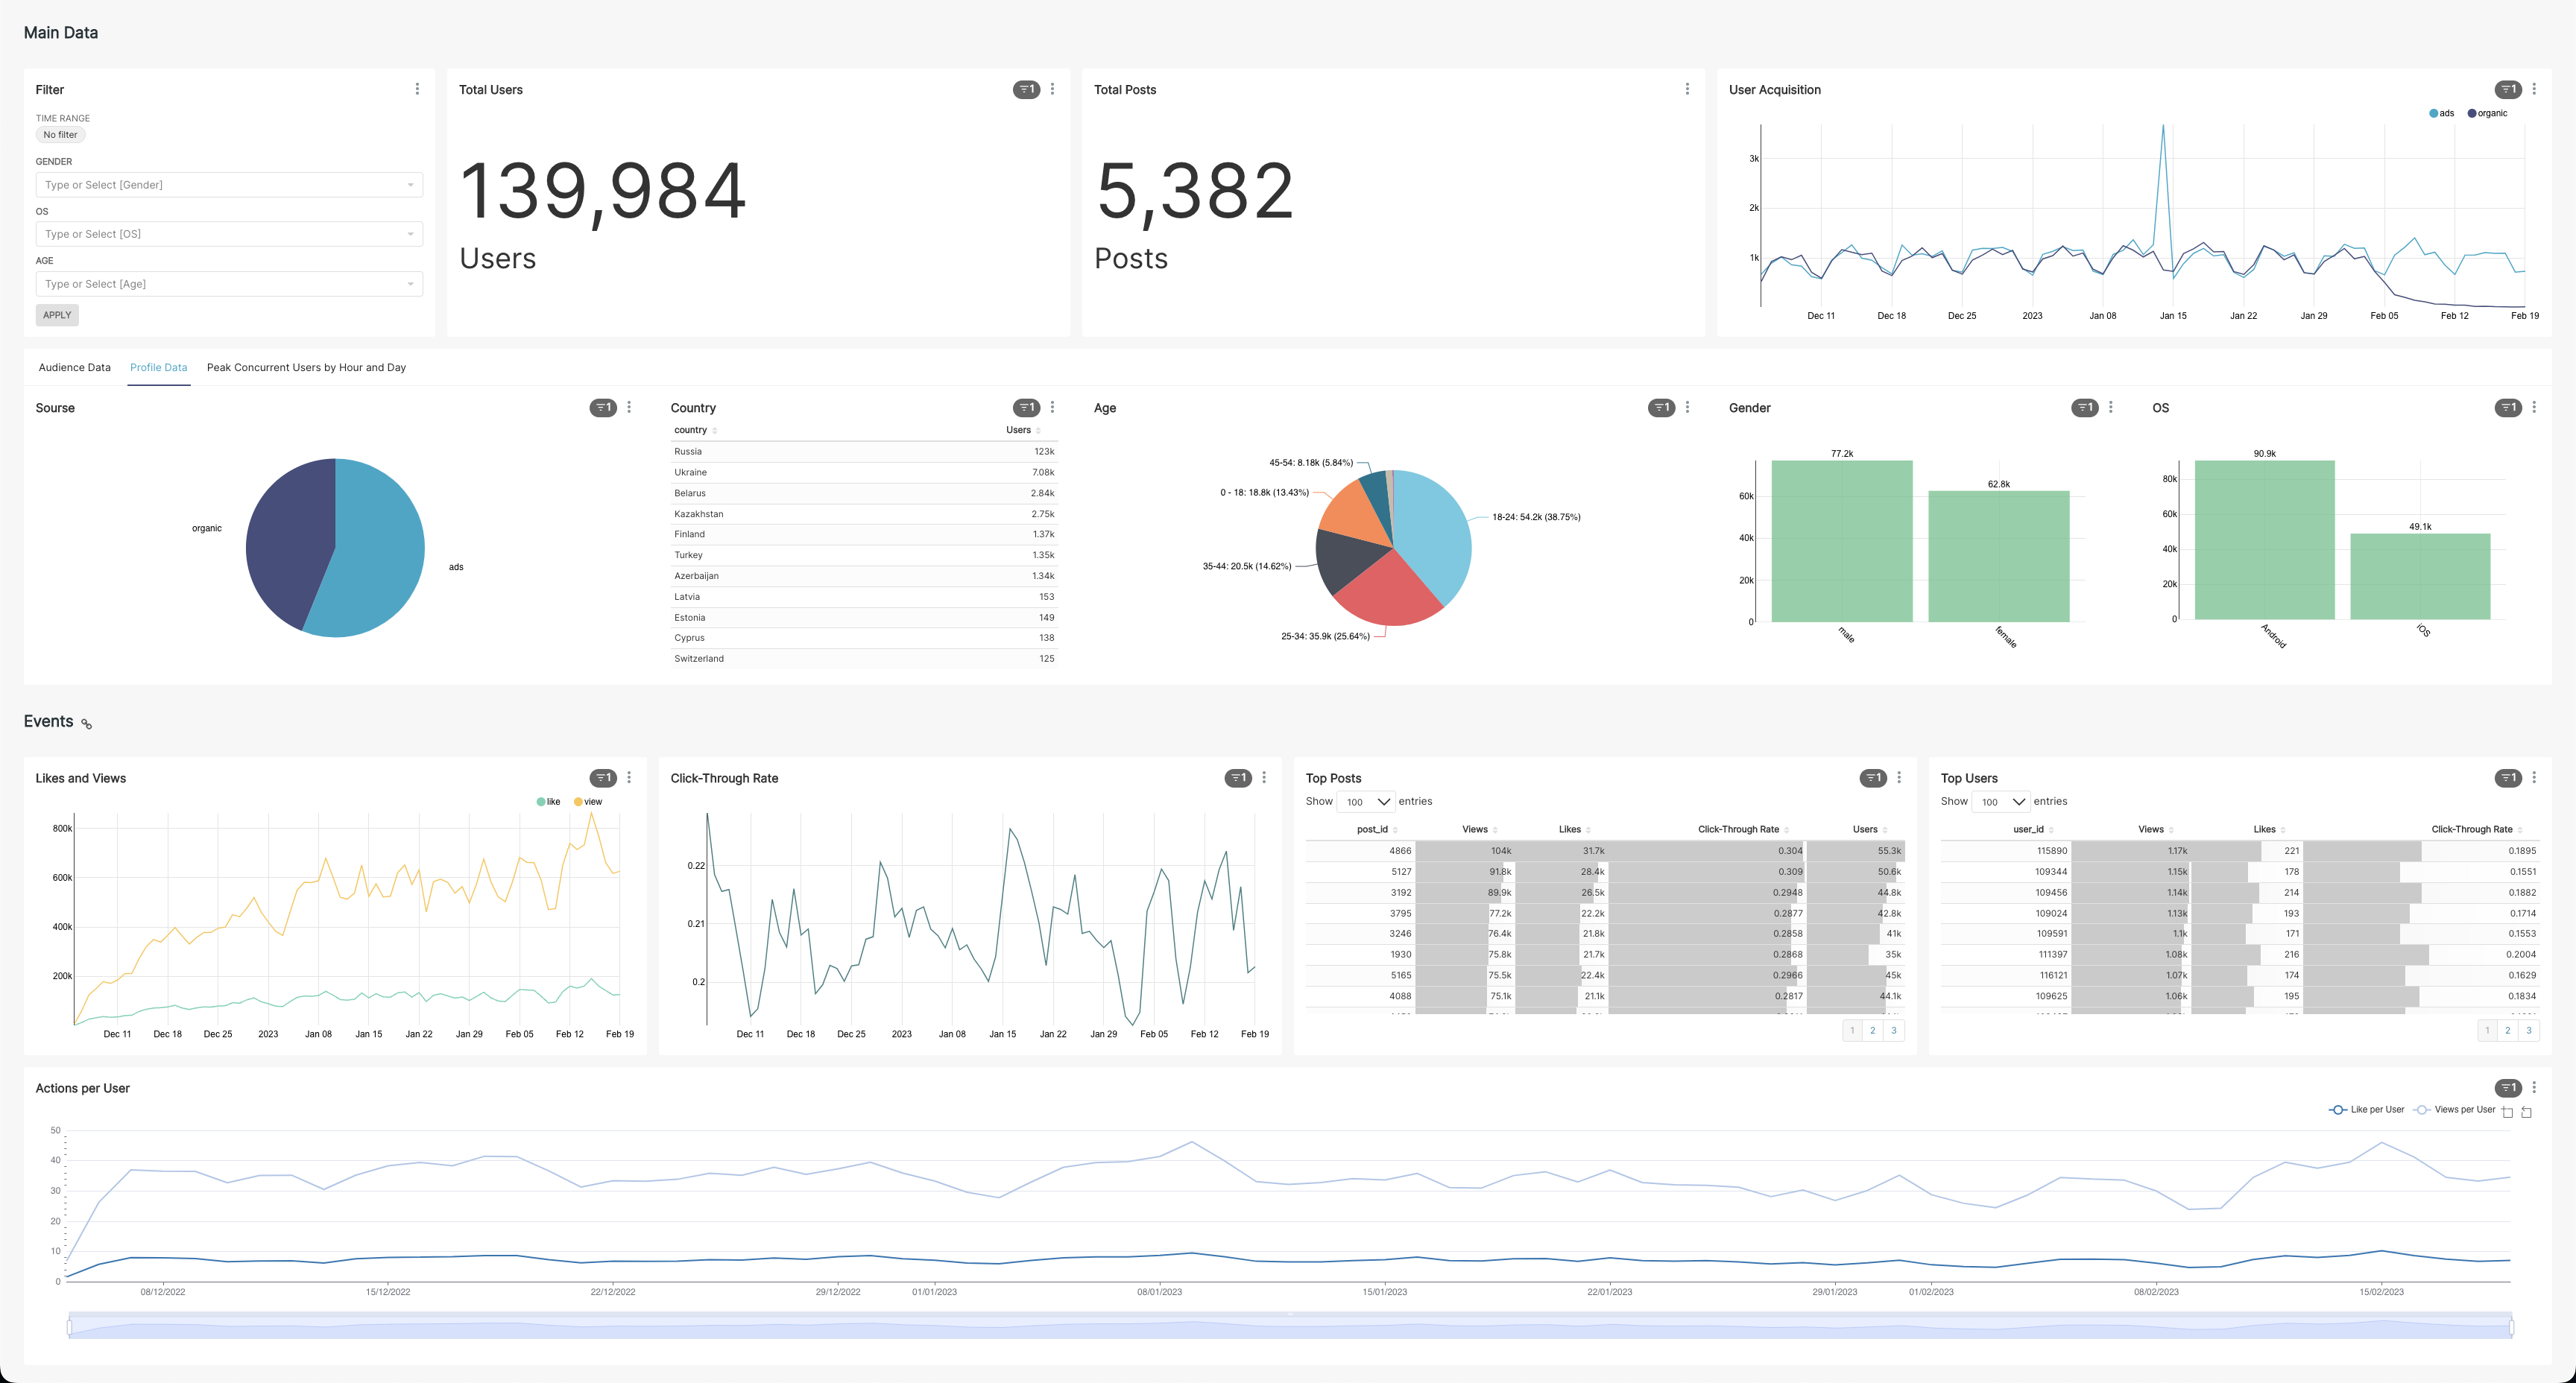 Main Data
Filter
TIME RANGE
No filter
GENDER
Type or Select [Gender]
OS
Type or Select [OS]
AGE
Type or Select [Age]
APPLY
Total Users
1
139,984
Users
Total Posts
5,382
Posts
User Acquisition
1
ads organic
3k
2k
1k
Dec 11 Dec 18 Dec 25 2023 Jan 08 Jan 15 Jan 22 Jan 29 Feb 05 Feb 12 Feb 19
Audience Data Profile Data Peak Concurrent Users by Hour and Day
Sourse
1
organic
ads
Country
1
country Users
Russia 123k
Ukraine 7.08k
Belarus 2.84k
Kazakhstan 2.75k
Finland 1.37k
Turkey 1.35k
Azerbaijan 1.34k
Latvia 153
Estonia 149
Cyprus 138
Switzerland 125
Age
1
45-54: 8.18k (5.84%)
0 - 18: 18.8k (13.43%)
18-24: 54.2k (38.75%)
35-44: 20.5k (14.62%)
25-34: 35.9k (25.64%)
Gender
1
77.2k
62.8k
60k
40k
20k
0
male female
OS
1
90.9k
49.1k
80k
60k
40k
20k
0
Android iOS
Events
Likes and Views
1
like view
800k
600k
400k
200k
Dec 11 Dec 18 Dec 25 2023 Jan 08 Jan 15 Jan 22 Jan 29 Feb 05 Feb 12 Feb 19
Click-Through Rate
1
0.22
0.21
0.2
Dec 11 Dec 18 Dec 25 2023 Jan 08 Jan 15 Jan 22 Jan 29 Feb 05 Feb 12 Feb 19
Top Posts
1
Show 100 entries
post_id Views Likes Click-Through Rate Users
4866 104k 31.7k 0.304 55.3k
5127 91.8k 28.4k 0.309 50.6k
3192 89.9k 26.5k 0.2948 44.8k
3795 77.2k 22.2k 0.2877 42.8k
3246 76.4k 21.8k 0.2858 41k
1930 75.8k 21.7k 0.2868 35k
5165 75.5k 22.4k 0.2966 45k
4088 75.1k 21.1k 0.2817 44.1k
1 2 3
Top Users
1
Show 100 entries
user_id Views Likes Click-Through Rate
115890 1.17k 221 0.1895
109344 1.15k 178 0.1551
109456 1.14k 214 0.1882
109024 1.13k 193 0.1714
109591 1.1k 171 0.1553
111397 1.08k 216 0.2004
116121 1.07k 174 0.1629
109625 1.06k 195 0.1834
1 2 3
Actions per User
1
Like per User Views per User
50
40
30
20
10
0
08/12/2022 15/12/2022 22/12/2022 29/12/2022 01/01/2023 08/01/2023 15/01/2023 22/01/2023 29/01/2023 01/02/2023 08/02/2023 15/02/2023